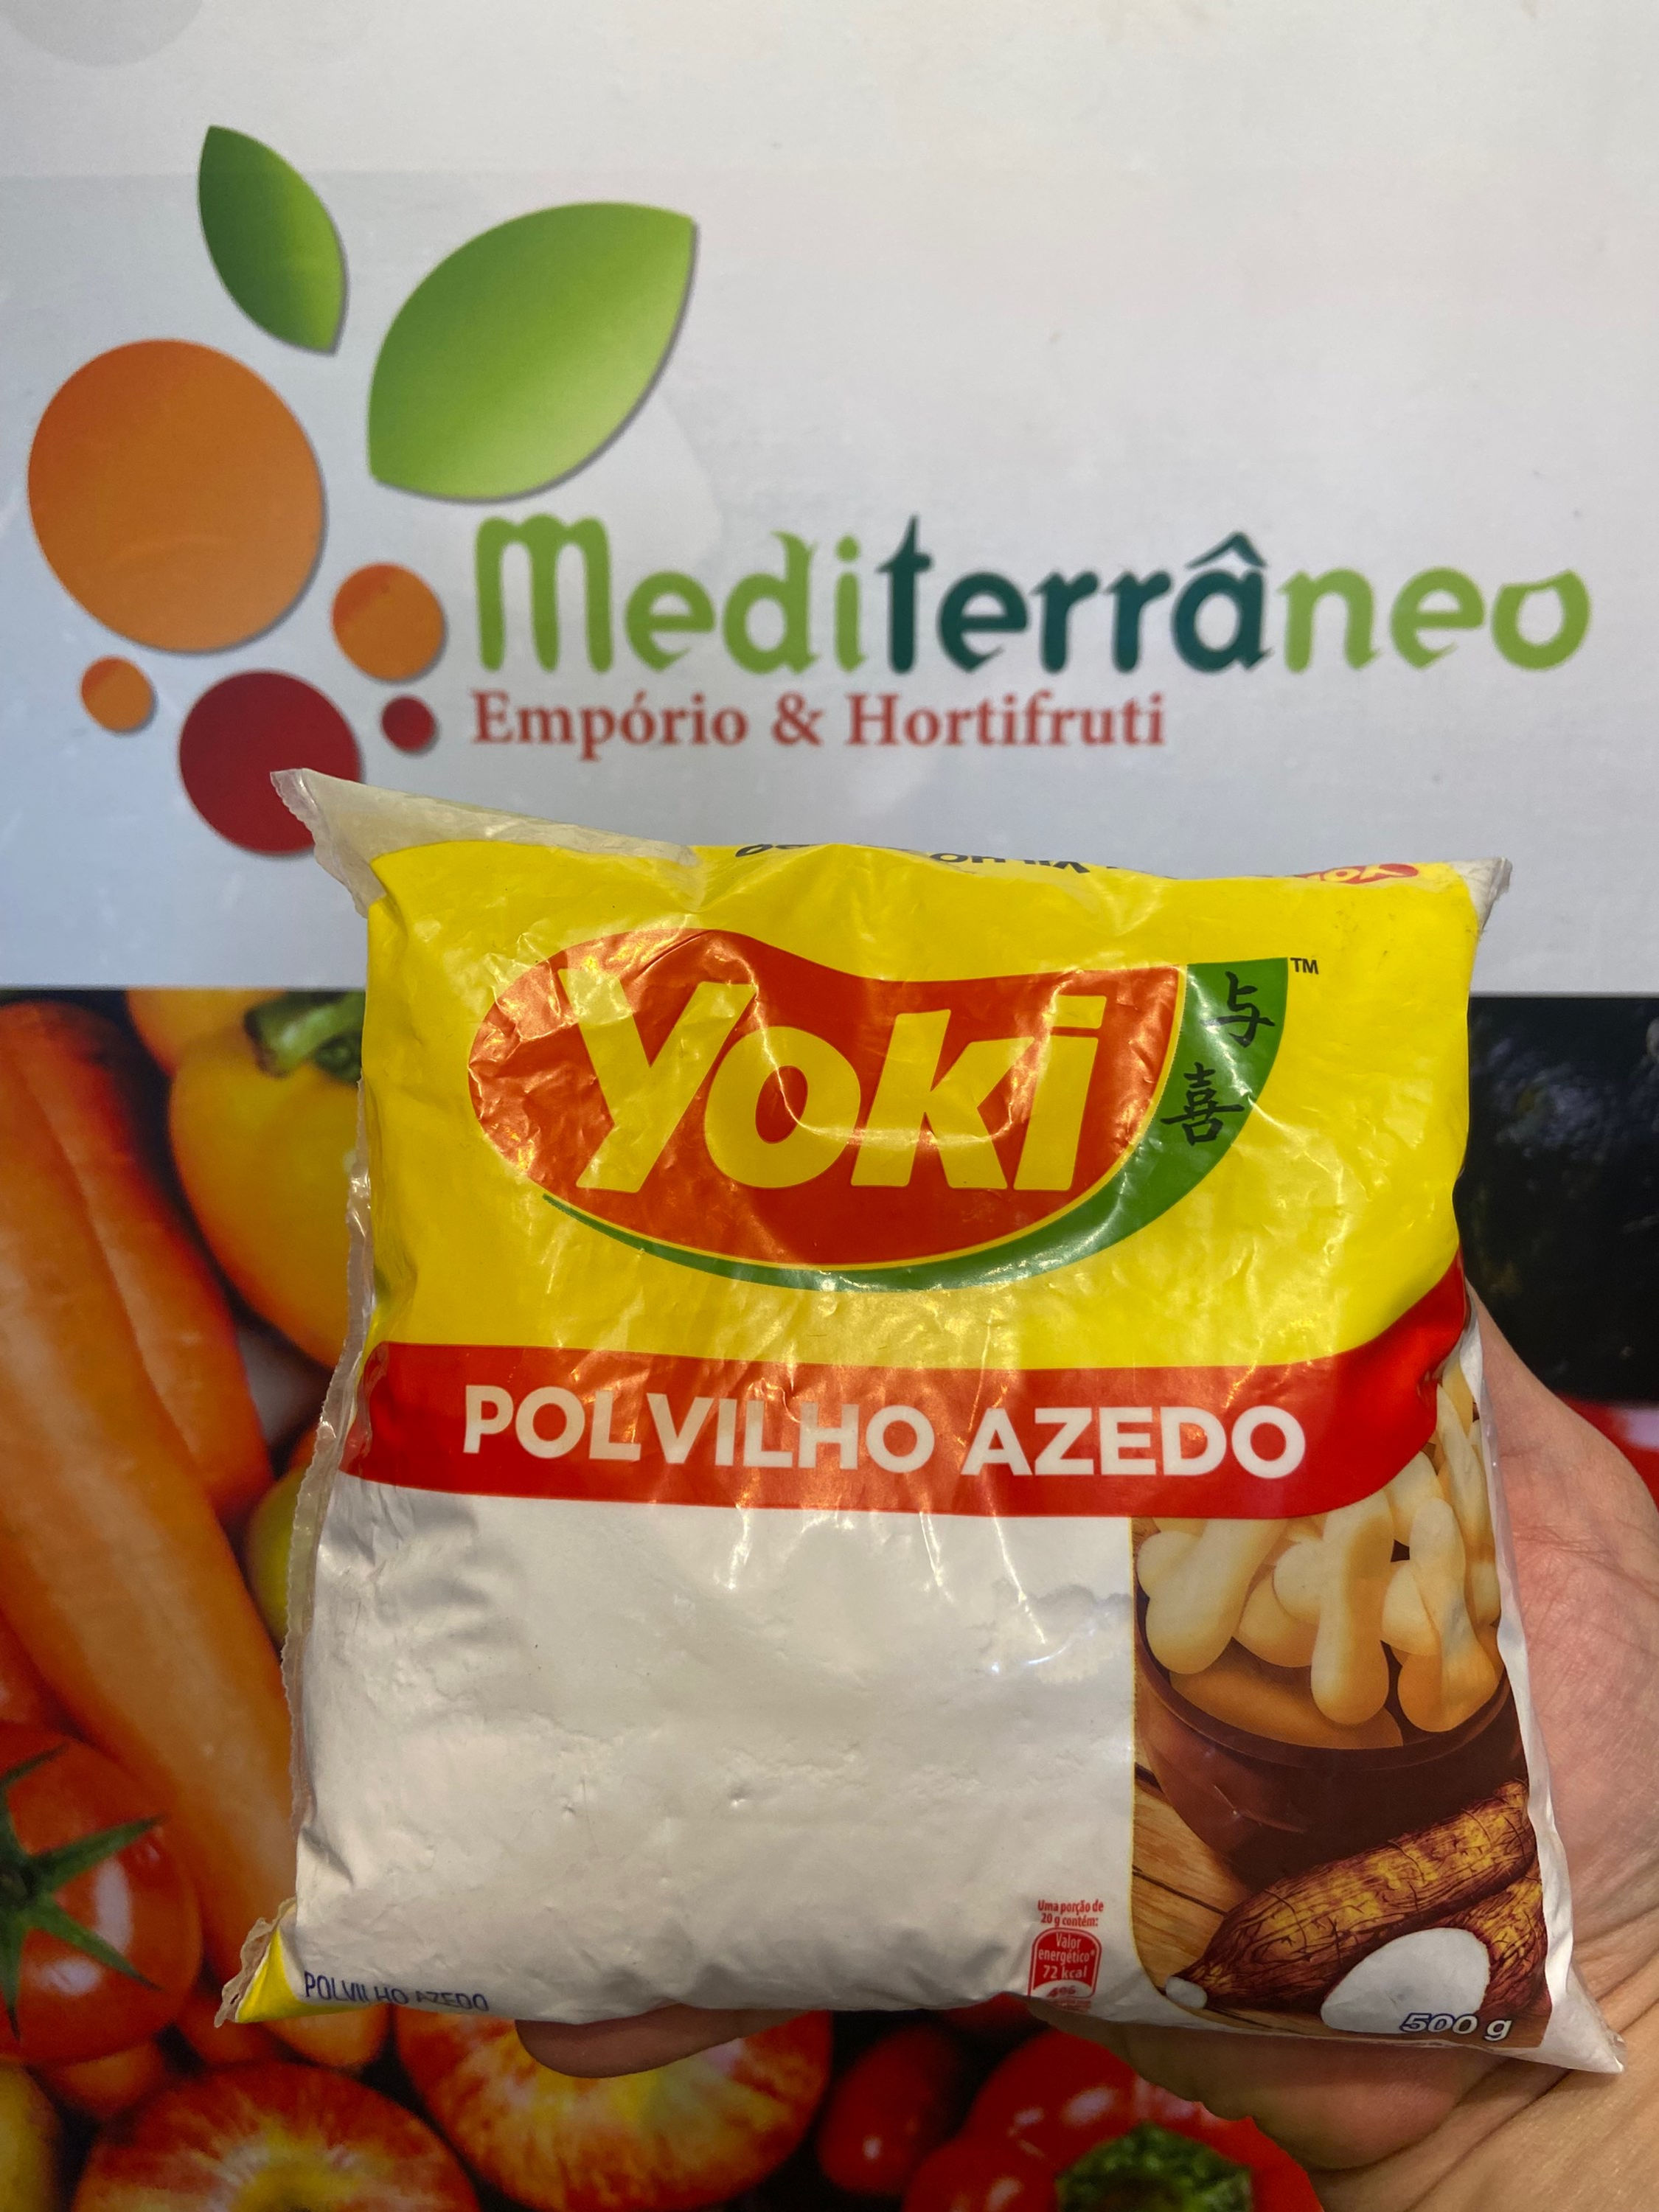 Mediterrâneo
Empório & Hortifruti
Yoki
TM
与
喜
POLVILHO AZEDO
Uma porção de
20 g contém:
Valor
energético*
72 kcal
4%
POLVILHO AZEDO
500 g